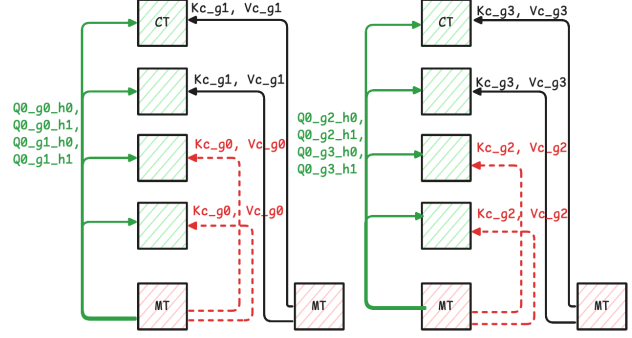 Kc_g1, Vc_g1
CT
Kc_g1, Vc_g1
Q0_g0_h0,
Q0_g0_h1,
Q0_g1_h0,
Q0_g1_h1
Kc_g0, Vc_g0
Kc_g0, Vc_g0
MT
MT
Kc_g3, Vc_g3
CT
Kc_g3, Vc_g3
Q0_g2_h0,
Q0_g2_h1,
Q0_g3_h0,
Q0_g3_h1
Kc_g2, Vc_g2
Kc_g2, Vc_g2
MT
MT